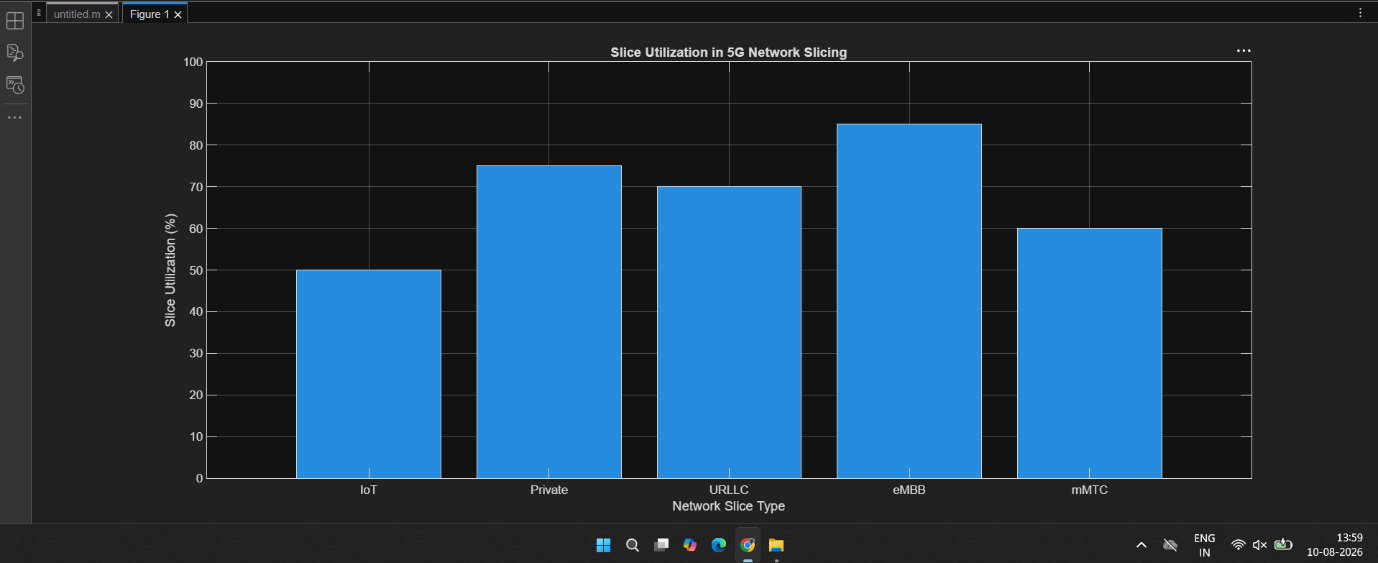 untitled.m
Figure 1
Slice Utilization in 5G Network Slicing
100
90
80
70
60
50
40
30
20
10
0
Slice Utilization (%)
IoT Private URLLC eMBB mMTC
Network Slice Type
ENG
IN
13:59
10-08-2026